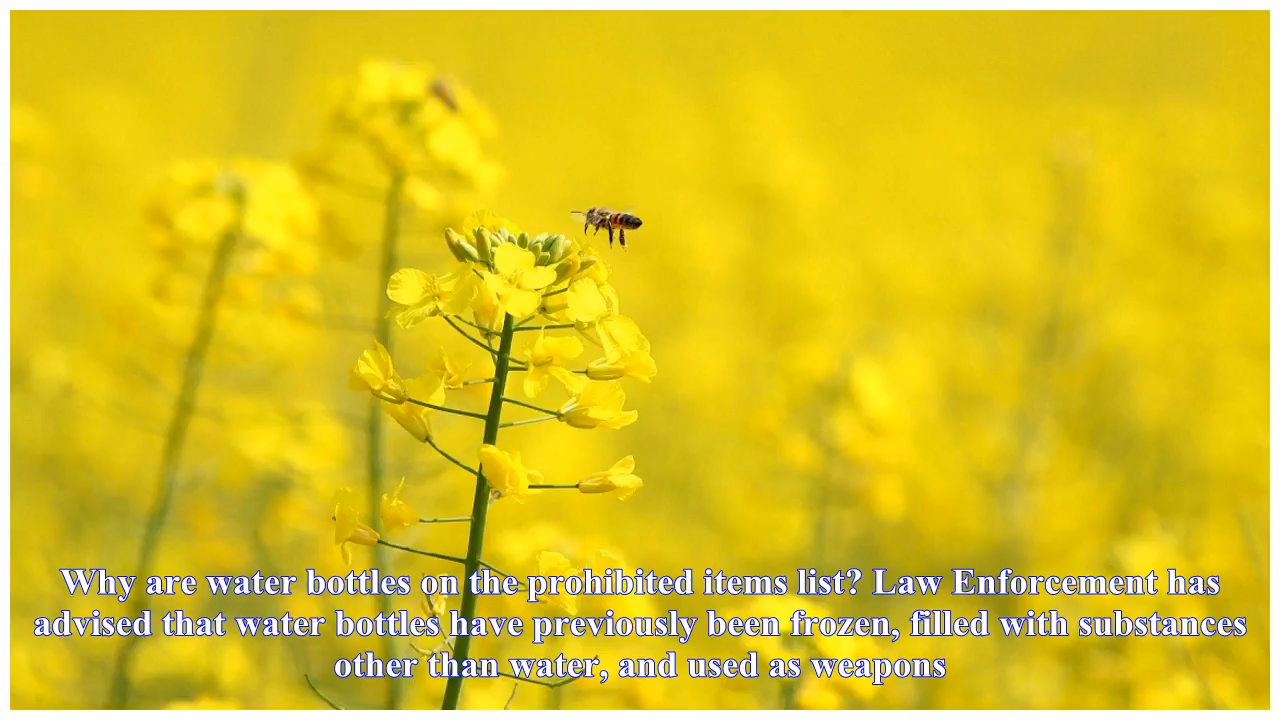 Why are water bottles on the prohibited items list? Law Enforcement has
advised that water bottles have previously been frozen, filled with substances
other than water, and used as weapons